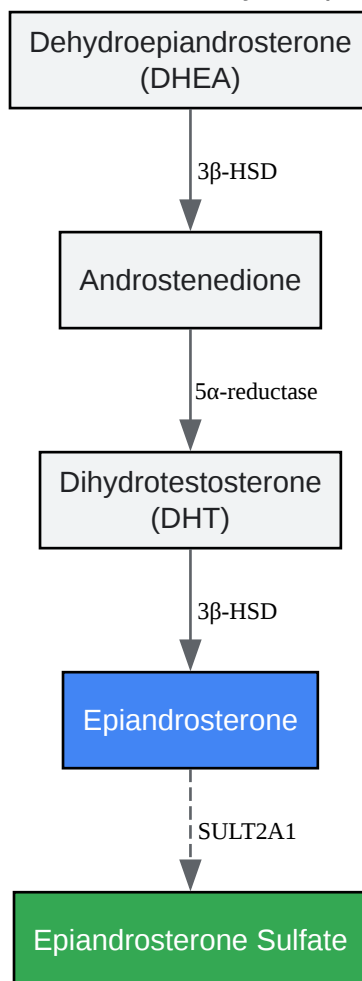 Dehydroepiandrosterone
(DHEA)
3β-HSD
Androstenedione
5α-reductase
Dihydrotestosterone
(DHT)
3β-HSD
Epiandrosterone
SULT2A1
Epiandrosterone Sulfate